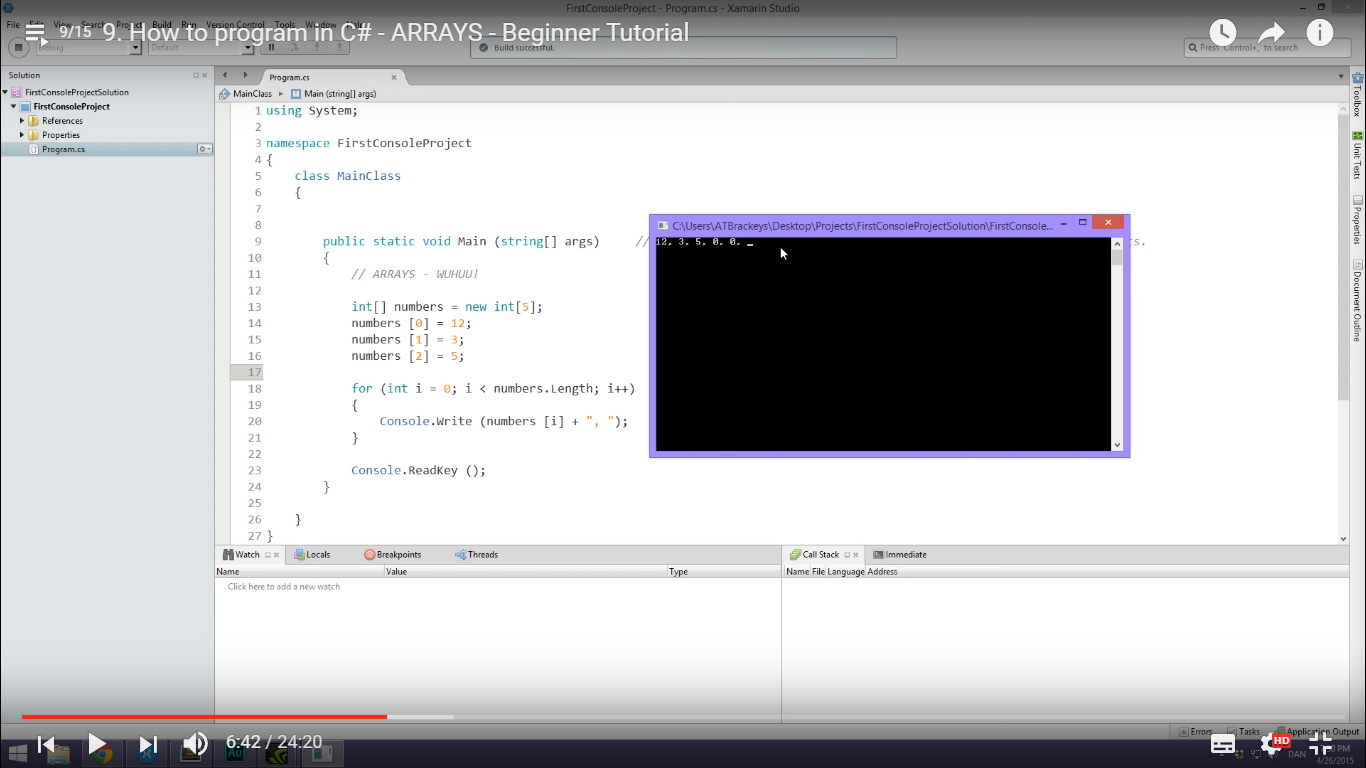 FirstConsoleProject - Program.cs - Xamarin Studio
File Edit View Search Project Build Run Version Control Tools Window Help
9/15 9. How to program in C# - ARRAYS - Beginner Tutorial
Debug Default Build successful. Press 'Control+,' to search
Solution
Program.cs
FirstConsoleProjectSolution
FirstConsoleProject
References
Properties
Program.cs
MainClass Main (string[] args)
1 using System;
2
3 namespace FirstConsoleProject
4 {
5 class MainClass
6 {
7
8
9 public static void Main (string[] args) // ts.
10 {
11 // ARRAYS - WUHUU!
12
13 int[] numbers = new int[5];
14 numbers [0] = 12;
15 numbers [1] = 3;
16 numbers [2] = 5;
17
18 for (int i = 0; i < numbers.Length; i++)
19 {
20 Console.Write (numbers [i] + ", ");
21 }
22
23 Console.ReadKey ();
24 }
25
26 }
27 }
C:\Users\ATBrackeys\Desktop\Projects\FirstConsoleProjectSolution\FirstConsole...
12, 3, 5, 0, 0, _
Toolbox
Unit Tests
Properties
Document Outline
Watch Locals Breakpoints Threads
Name Value Type
Click here to add a new watch
Call Stack Immediate
Name File Language Address
Errors Tasks Application Output
6:42 / 24:20
HD
DAN
PM
4/26/2015